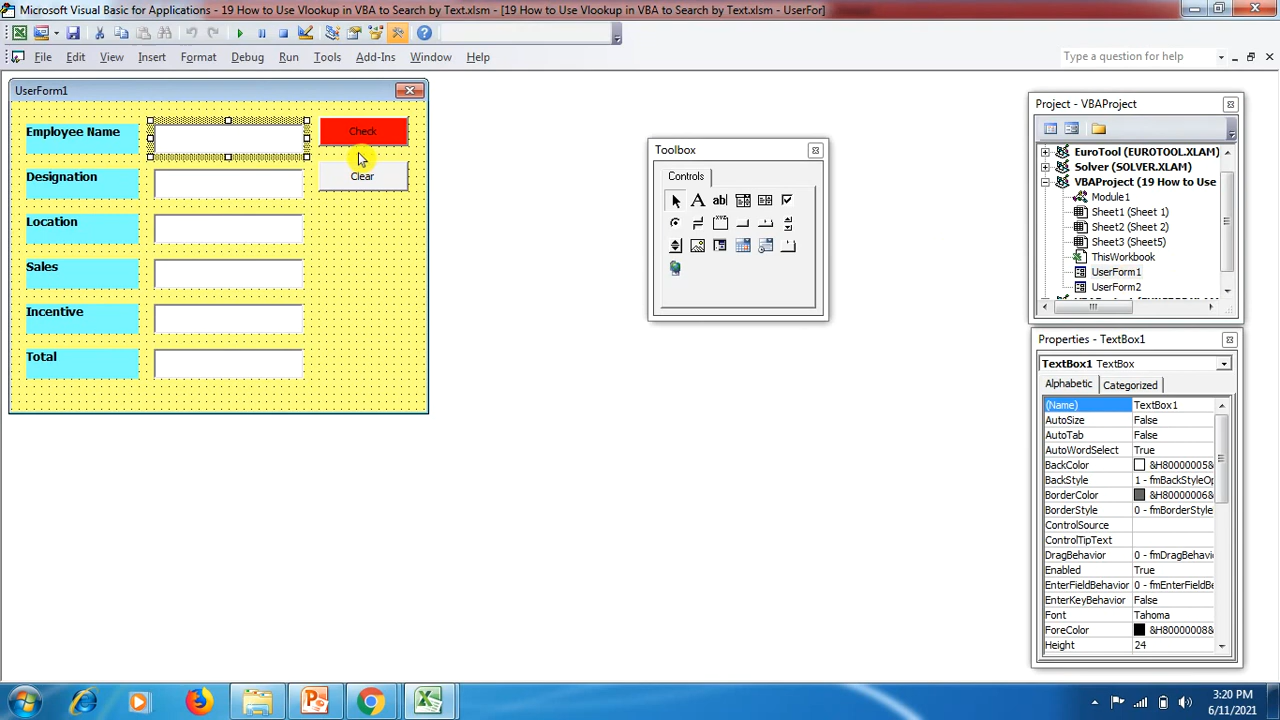 Microsoft Visual Basic for Applications - 19 How to Use Vlookup in VBA to Search by Text.xlsm - [19 How to Use Vlookup in VBA to Search by Text.xlsm - UserFor]
File Edit View Insert Format Debug Run Tools Add-Ins Window Help
Type a question for help
UserForm1
Employee Name
Check
Designation
Clear
Location
Sales
Incentive
Total
Toolbox
Controls
A
ab
Project - VBAProject
EuroTool (EUROTOOL.XLAM)
Solver (SOLVER.XLAM)
VBAProject (19 How to Use
Module1
Sheet1 (Sheet 1)
Sheet2 (Sheet 2)
Sheet3 (Sheet5)
ThisWorkbook
UserForm1
UserForm2
Properties - TextBox1
TextBox1 TextBox
Alphabetic Categorized
(Name) TextBox1
AutoSize False
AutoTab False
AutoWordSelect True
BackColor &H80000005&
BackStyle 1 - fmBackStyleOp
BorderColor &H80000006&
BorderStyle 0 - fmBorderStyle
ControlSource
ControlTipText
DragBehavior 0 - fmDragBehavi
Enabled True
EnterFieldBehavior 0 - fmEnterFieldBe
EnterKeyBehavior False
Font Tahoma
ForeColor &H80000008&
Height 24
3:20 PM
6/11/2021